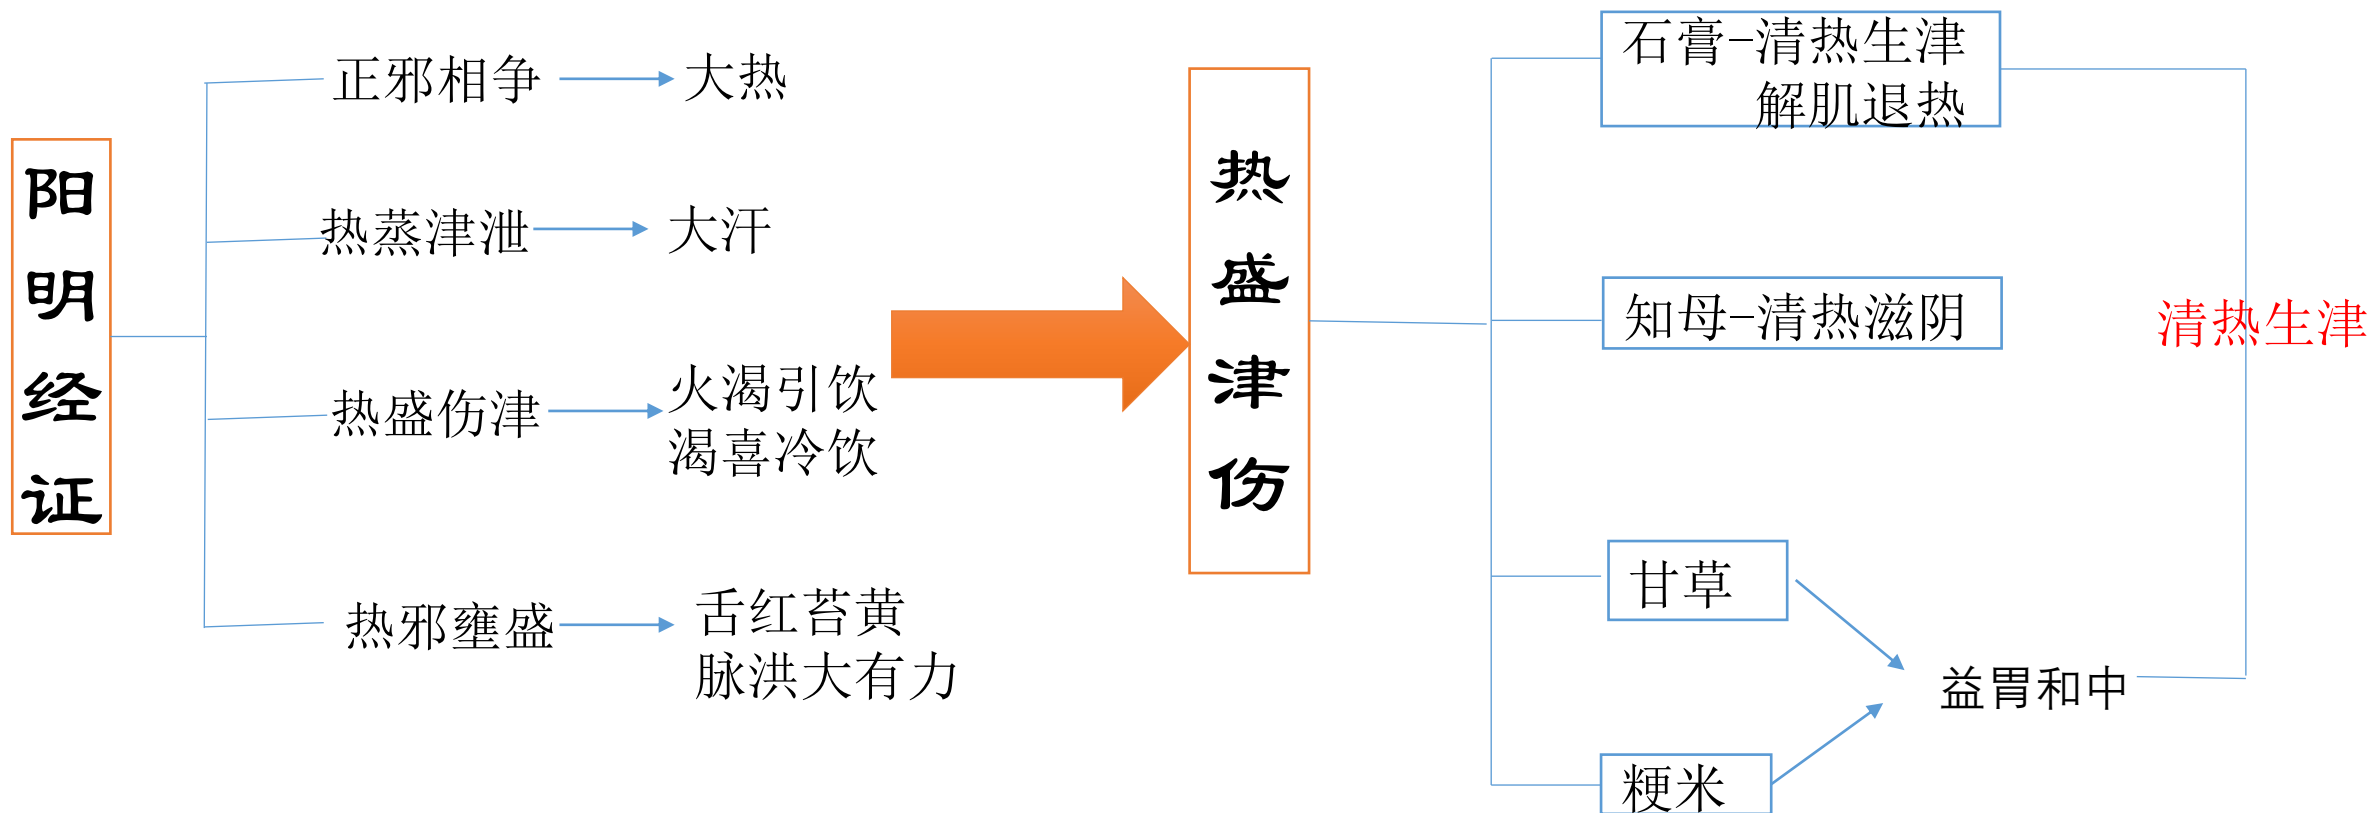 阳明经证
正邪相争
大热
热蒸津泄
大汗
热盛伤津
火渴引饮
渴喜冷饮
热邪壅盛
舌红苔黄
脉洪大有力
热盛津伤
石膏–清热生津
解肌退热
知母–清热滋阴
甘草
粳米
益胃和中
清热生津